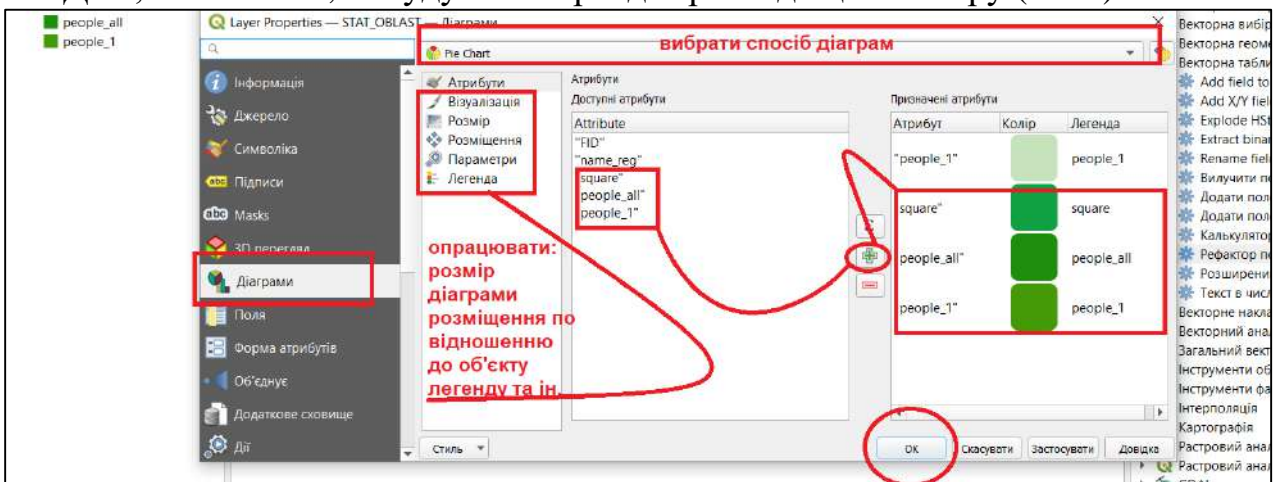 people_all
people_1
Layer Properties — STAT_OBLAST — Діаграми
Pie Chart
вибрати спосіб діаграм
Інформація
Джерело
Символіка
Підписи
Masks
3D перегляд
Діаграми
Поля
Форма атрибутів
Об'єднує
Додаткове сховище
Дії
Атрибути
Візуалізація
Розмір
Розміщення
Параметри
Легенда
опрацювати:
розмір
діаграми
розміщення по
відношенню
до об'єкту
легенду та ін.
Стиль
Атрибути
Доступні атрибути
Attribute
"FID"
"name_reg"
square"
people_all"
people_1"
Призначені атрибути
Атрибут Колір Легенда
"people_1" people_1
square" square
people_all" people_all
people_1" people_1
OK Скасувати Застосувати Довідка
Векторна вибір
Векторна геом
Векторна табли
Add field to
Add X/Y fiel
Explode HSt
Extract binar
Rename fiel
Вилучити п
Додати пол
Додати пол
Калькулятор
Рефактор п
Розширени
Текст в числ
Векторне накла
Векторний ана
Загальний вект
Інструменти об
Інструменти фа
Інтерполяція
Картографія
Растровий анал
Растровий анал